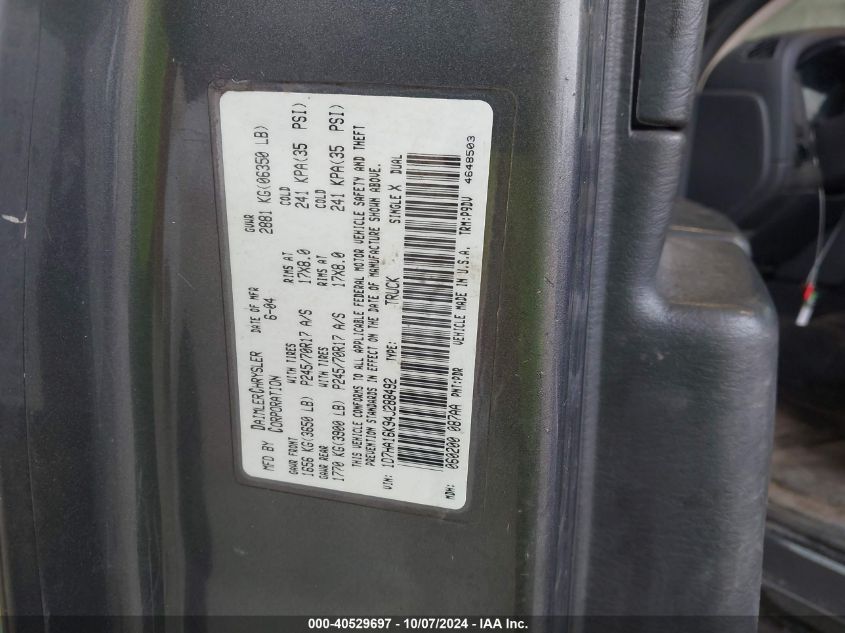 MFD BY DAIMLERCHRYSLER CORPORATION DATE OF MFR 6-04 GVWR 2881 KG(06350 LB)
GAWR FRONT WITH TIRES RIMS AT COLD
1656 KG(3650 LB) P245/70R17 A/S 17X8.0 241 KPA(35 PSI)
GAWR REAR WITH TIRES RIMS AT COLD
1770 KG(3900 LB) P245/70R17 A/S 17X8.0 241 KPA(35 PSI)
THIS VEHICLE CONFORMS TO ALL APPLICABLE FEDERAL MOTOR VEHICLE SAFETY AND THEFT
PREVENTION STANDARDS IN EFFECT ON THE DATE OF MANUFACTURE SHOWN ABOVE.
VIN: 1D7HA16K94J288492 TYPE: TRUCK SINGLE X DUAL
MDH: 060200 087AA PNT:PDR VEHICLE MADE IN U.S.A. TRM:P9DV 4648503
000-40529697 - 10/07/2024 - IAA Inc.